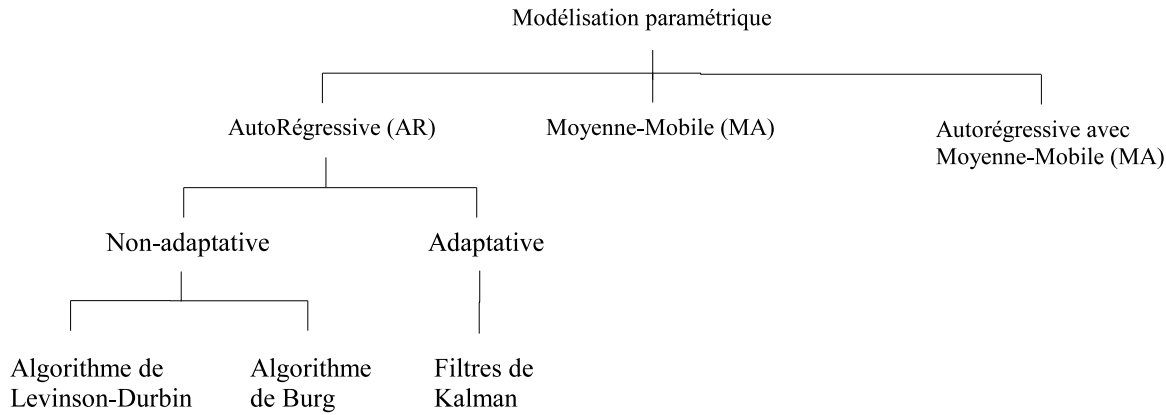 Modélisation paramétrique
AutoRégressive (AR)
Moyenne-Mobile (MA)
Autorégressive avec
Moyenne-Mobile (MA)
Non-adaptative
Adaptative
Algorithme de
Levinson-Durbin
Algorithme
de Burg
Filtres de
Kalman